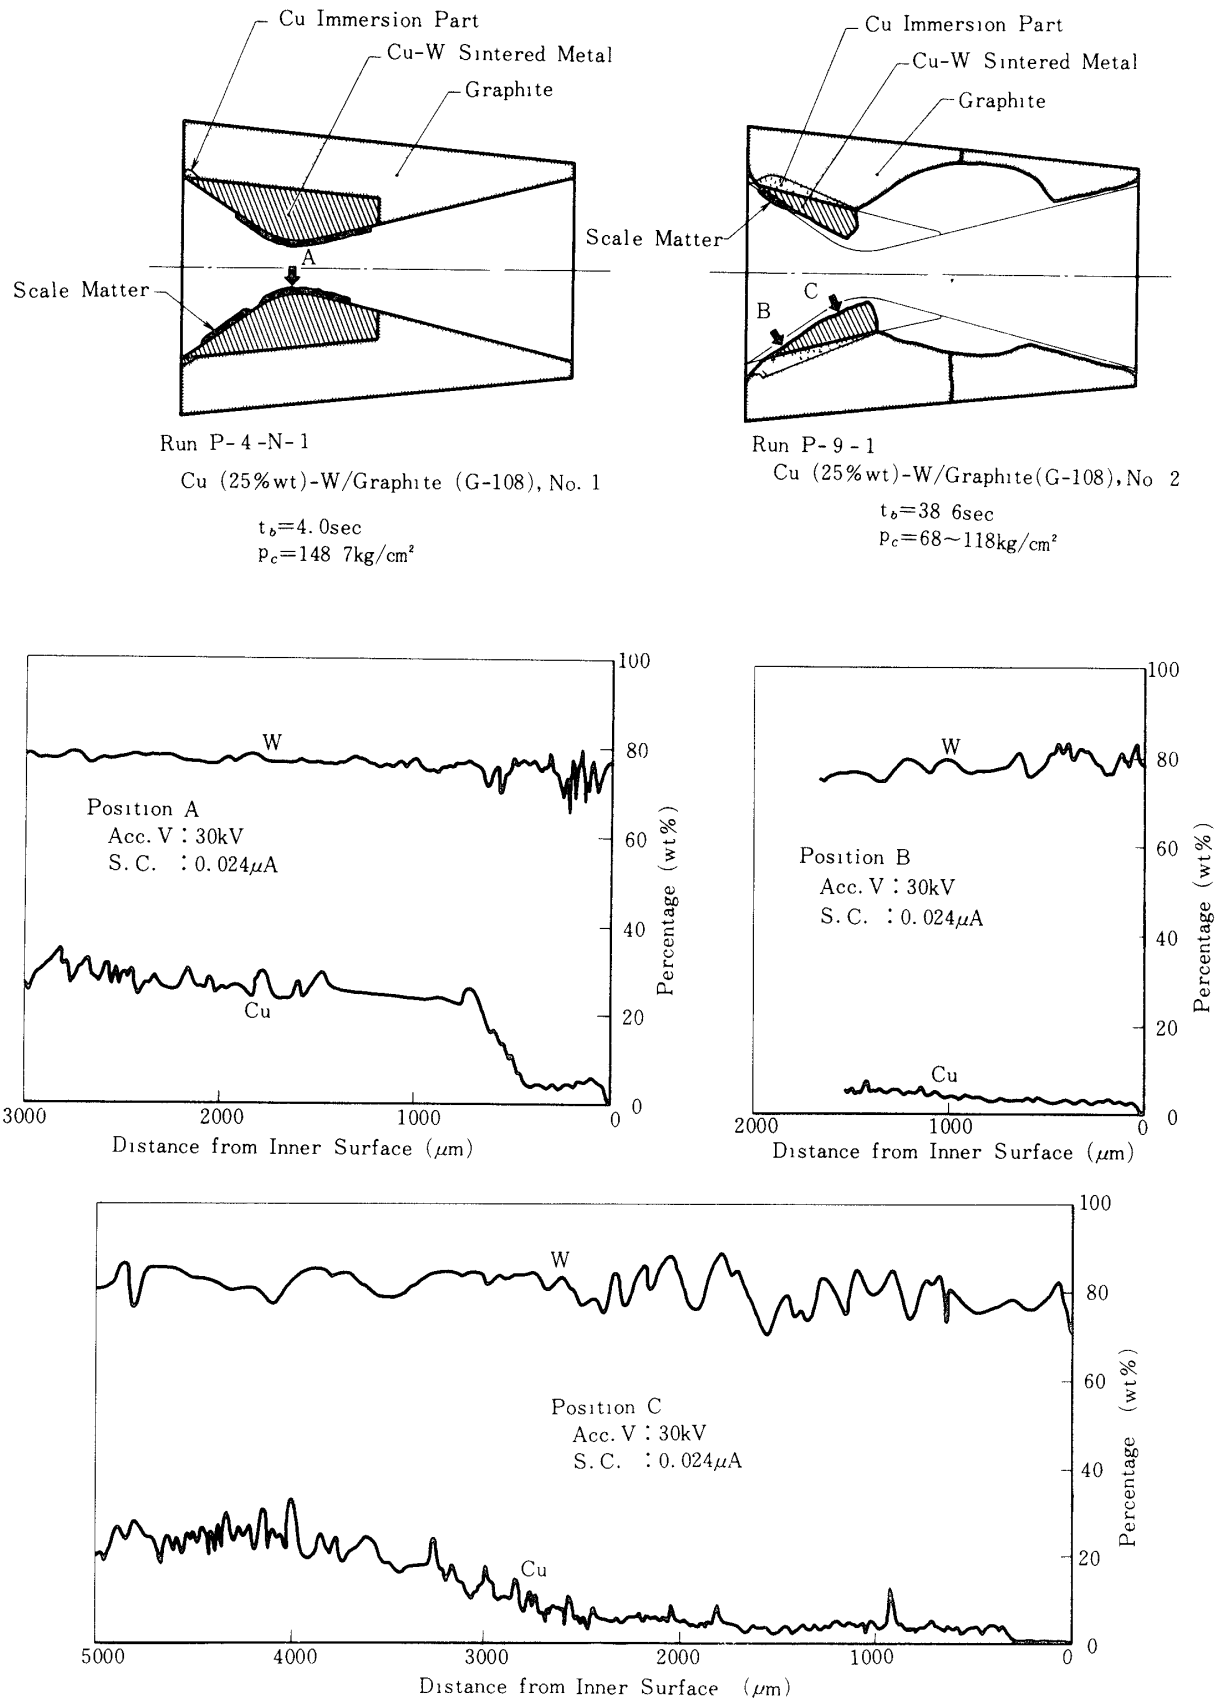 Cu Immersion Part
Cu-W Sintered Metal
Graphite
A
Scale Matter
Run P-4-N-1
Cu (25%wt)-W/Graphite (G-108), No. 1
t_b=4.0sec
p_c=148 7kg/cm²
Cu Immersion Part
Cu-W Sintered Metal
Graphite
Scale Matter
B
C
Run P-9-1
Cu (25%wt)-W/Graphite(G-108), No 2
t_b=38 6sec
p_c=68~118kg/cm²
100
80
60
40
20
0
Percentage (wt%)
W
Position A
Acc. V : 30kV
S. C. : 0.024μA
Cu
3000
2000
1000
Distance from Inner Surface (μm)
100
80
60
40
20
0
Percentage (wt%)
W
Position B
Acc. V : 30kV
S. C. : 0.024μA
Cu
2000
1000
0
Distance from Inner Surface (μm)
100
80
60
40
20
0
Percentage (wt%)
W
Position C
Acc. V : 30kV
S. C. : 0.024μA
Cu
5000
4000
3000
2000
1000
0
Distance from Inner Surface (μm)